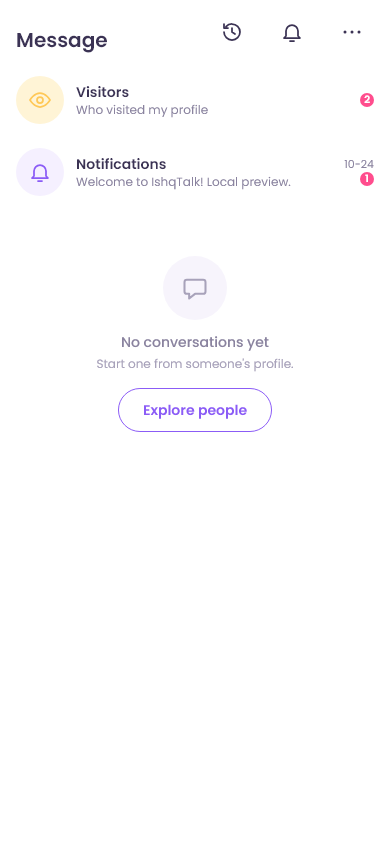 Message
Visitors
Who visited my profile
2
Notifications
10-24
Welcome to IshqTalk! Local preview.
1
No conversations yet
Start one from someone's profile.
Explore people